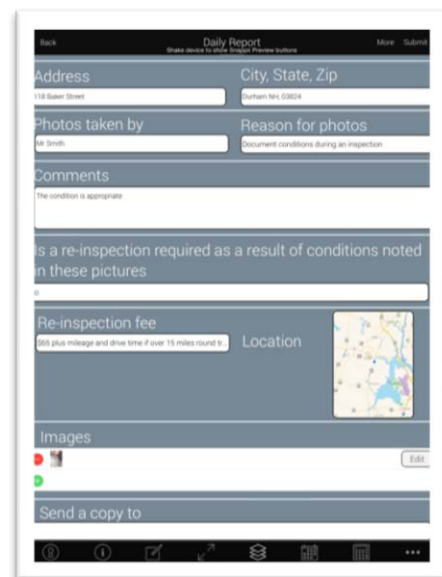 Back Daily Report More Submit
Shake device to show Snappii Preview buttons
Address City, State, Zip
118 Baker Street Durham NH, 03824
Photos taken by Reason for photos
Mr Smith Document conditions during an inspection
Comments
The condition is appropriate
Is a re-inspection required as a result of conditions noted
in these pictures
o
Re-inspection fee
$65 plus mileage and drive time if over 15 miles round tr...
Location
Images
Edit
Send a copy to